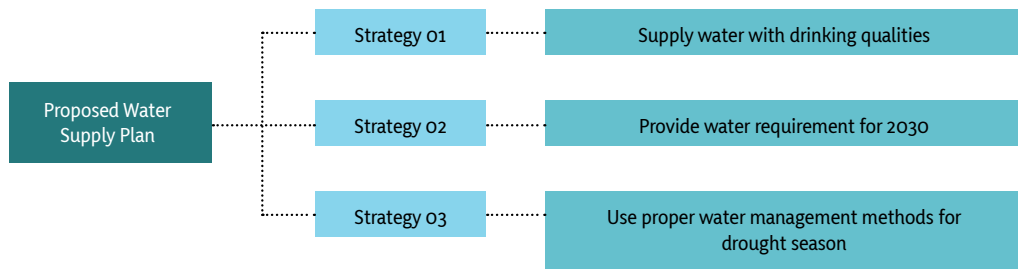 Proposed Water
Supply Plan
Strategy 01
Supply water with drinking qualities
Strategy 02
Provide water requirement for 2030
Strategy 03
Use proper water management methods for
drought season